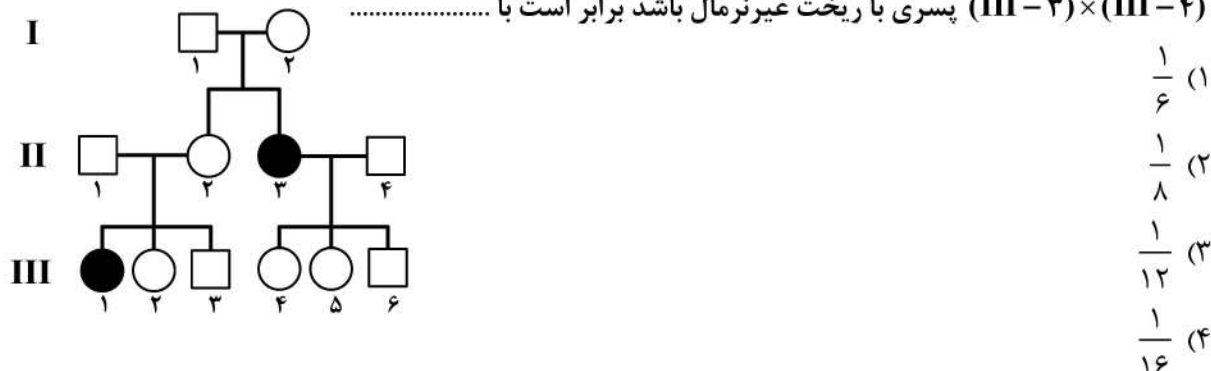 (III – ۳)×(III – ۴) پسری با ریخت غیرنرمال باشد برابر است با ......................
I
۱ ۲
II
۱ ۲ ۳ ۴
III
۱ ۲ ۳ ۴ ۵ ۶
۱) ۱/۶
۲) ۱/۸
۳) ۱/۱۲
۴) ۱/۱۶